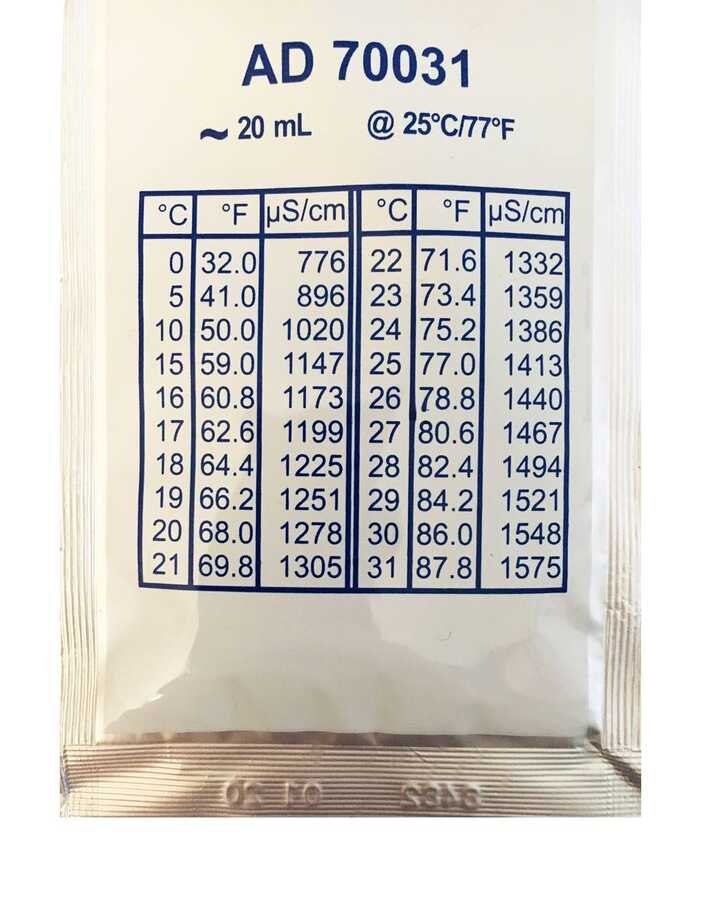 AD 70031
~ 20 mL @ 25°C/77°F
°C °F µS/cm °C °F µS/cm
0 32.0 776 22 71.6 1332
5 41.0 896 23 73.4 1359
10 50.0 1020 24 75.2 1386
15 59.0 1147 25 77.0 1413
16 60.8 1173 26 78.8 1440
17 62.6 1199 27 80.6 1467
18 64.4 1225 28 82.4 1494
19 66.2 1251 29 84.2 1521
20 68.0 1278 30 86.0 1548
21 69.8 1305 31 87.8 1575